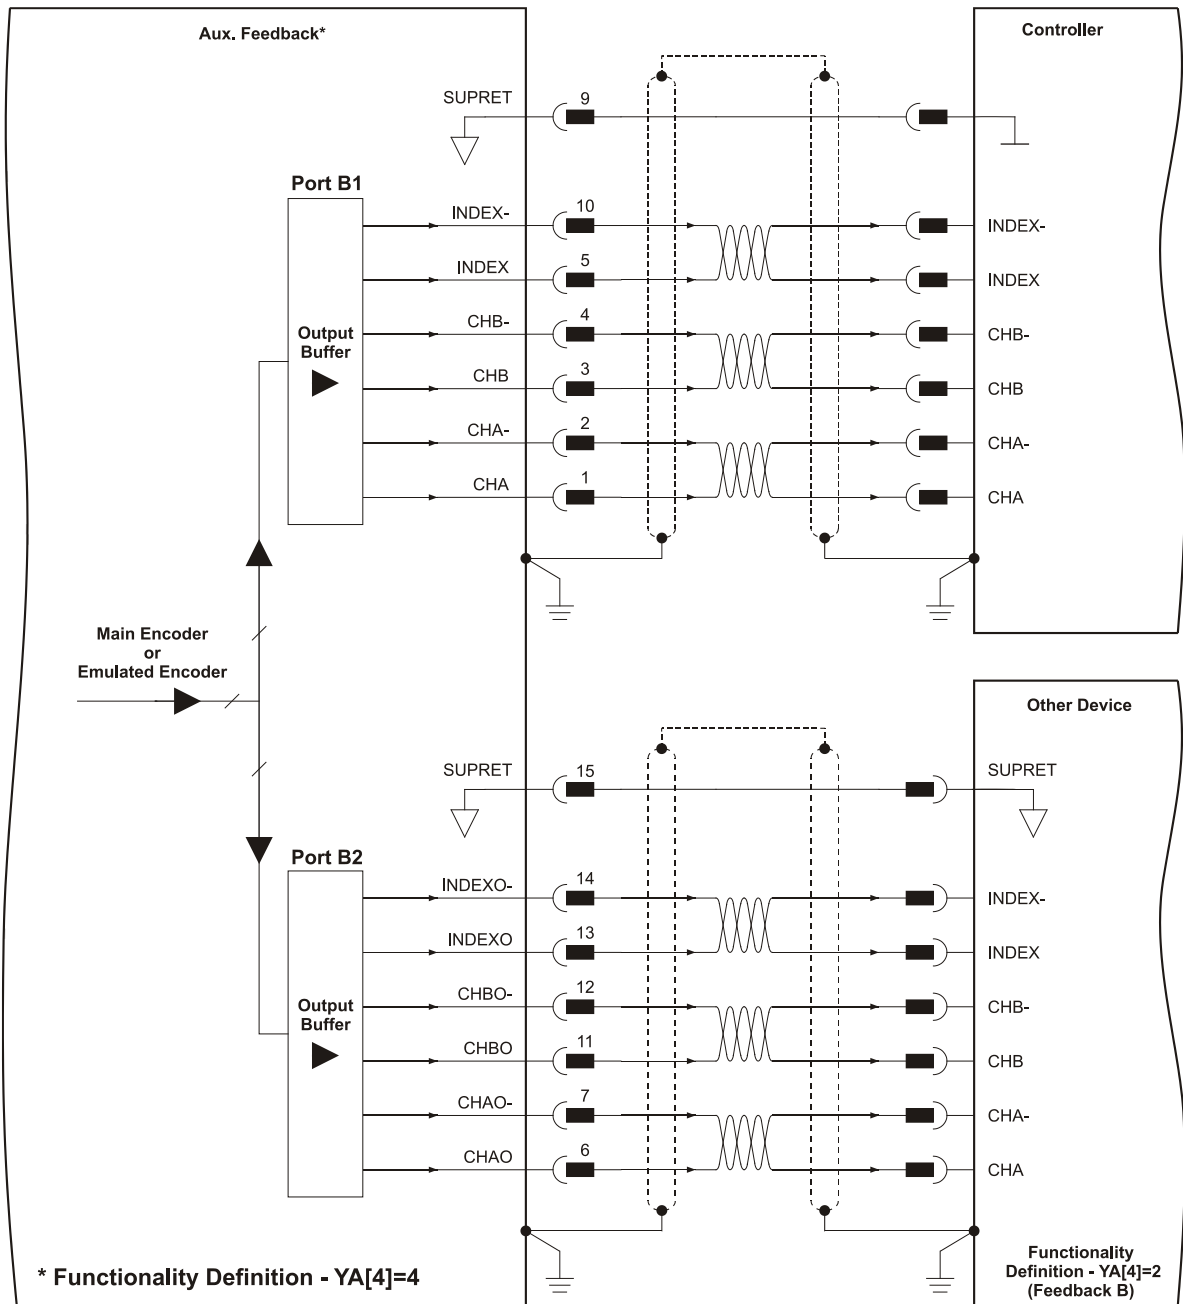 Aux. Feedback*
Controller
SUPRET
9
Port B1
INDEX-
10
INDEX-
INDEX
5
INDEX
Output
Buffer
CHB-
4
CHB-
CHB
3
CHB
CHA-
2
CHA-
CHA
1
CHA
Main Encoder
or
Emulated Encoder
Other Device
SUPRET
15
SUPRET
Port B2
INDEXO-
14
INDEX-
INDEXO
13
INDEX
Output
Buffer
CHBO-
12
CHB-
CHBO
11
CHB
CHAO-
7
CHA-
CHAO
6
CHA
* Functionality Definition - YA[4]=4
Functionality
Definition - YA[4]=2
(Feedback B)